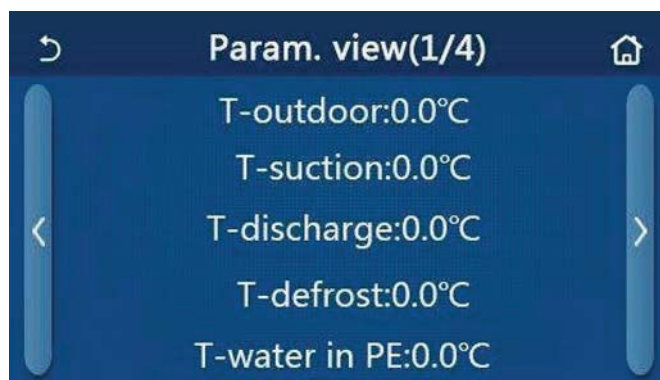 Param. view(1/4)
T-outdoor:0.0℃
T-suction:0.0℃
T-discharge:0.0℃
T-defrost:0.0℃
T-water in PE:0.0℃